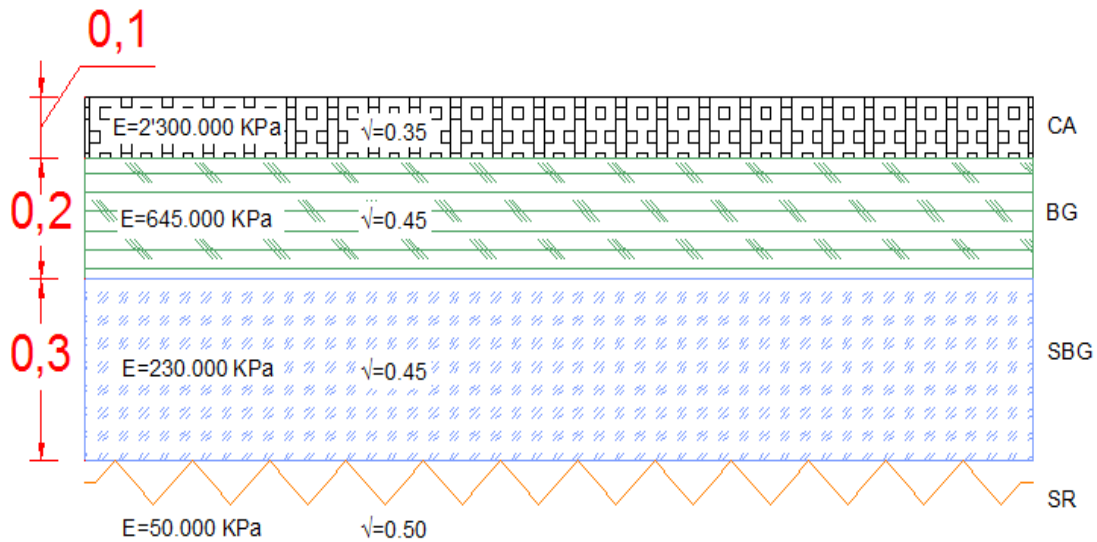 0,1
E=2'300.000 KPa √=0.35 CA
0,2 E=645.000 KPa √=0.45 BG
0,3 E=230.000 KPa √=0.45 SBG
SR
E=50.000 KPa √=0.50